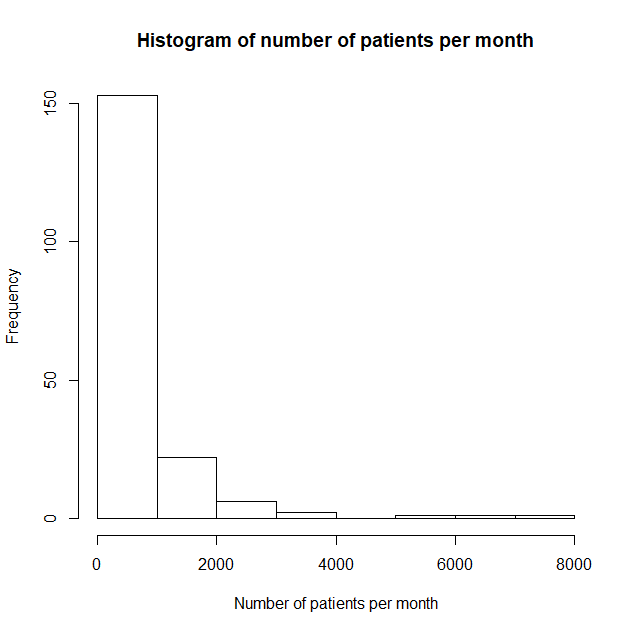 Histogram of number of patients per month
Frequency
150
100
50
0
0 2000 4000 6000 8000
Number of patients per month